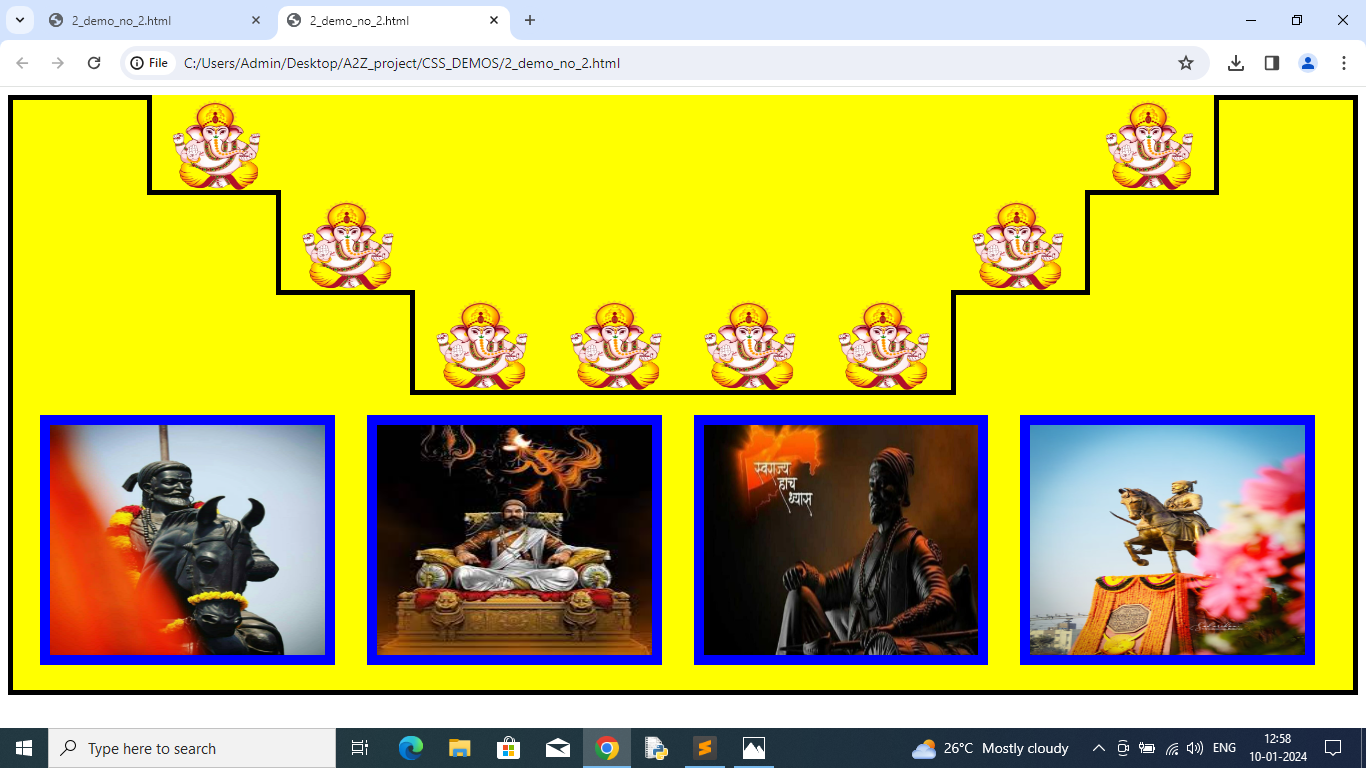 2_demo_no_2.html
2_demo_no_2.html
File
C:/Users/Admin/Desktop/A2Z_project/CSS_DEMOS/2_demo_no_2.html
स्वराज्य
हाच
ध्यास
Type here to search
26°C Mostly cloudy
ENG
12:58
10-01-2024